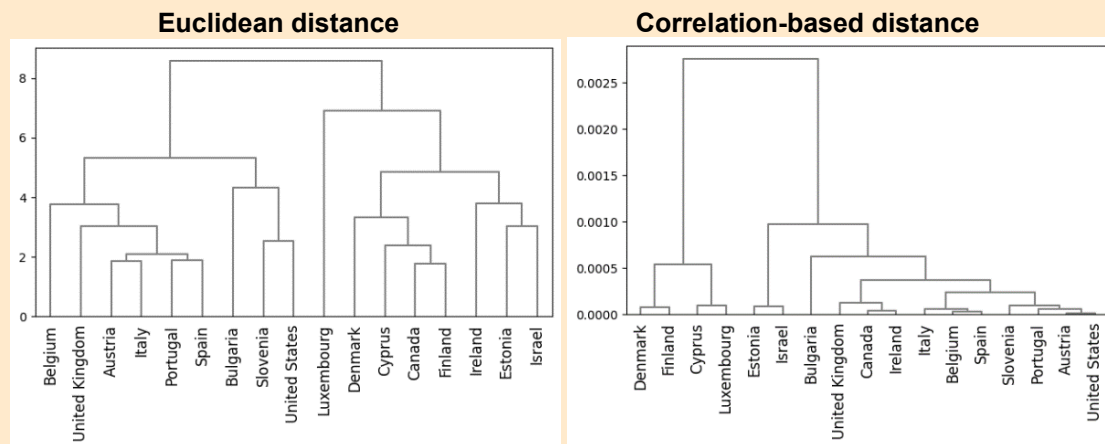 Euclidean distance
Correlation-based distance
8
6
4
2
0
Belgium
United Kingdom
Austria
Italy
Portugal
Spain
Bulgaria
Slovenia
United States
Luxembourg
Denmark
Cyprus
Canada
Finland
Ireland
Estonia
Israel
0.0025
0.0020
0.0015
0.0010
0.0005
0.0000
Denmark
Finland
Cyprus
Luxembourg
Estonia
Israel
Bulgaria
United Kingdom
Canada
Ireland
Italy
Belgium
Spain
Slovenia
Portugal
Austria
United States